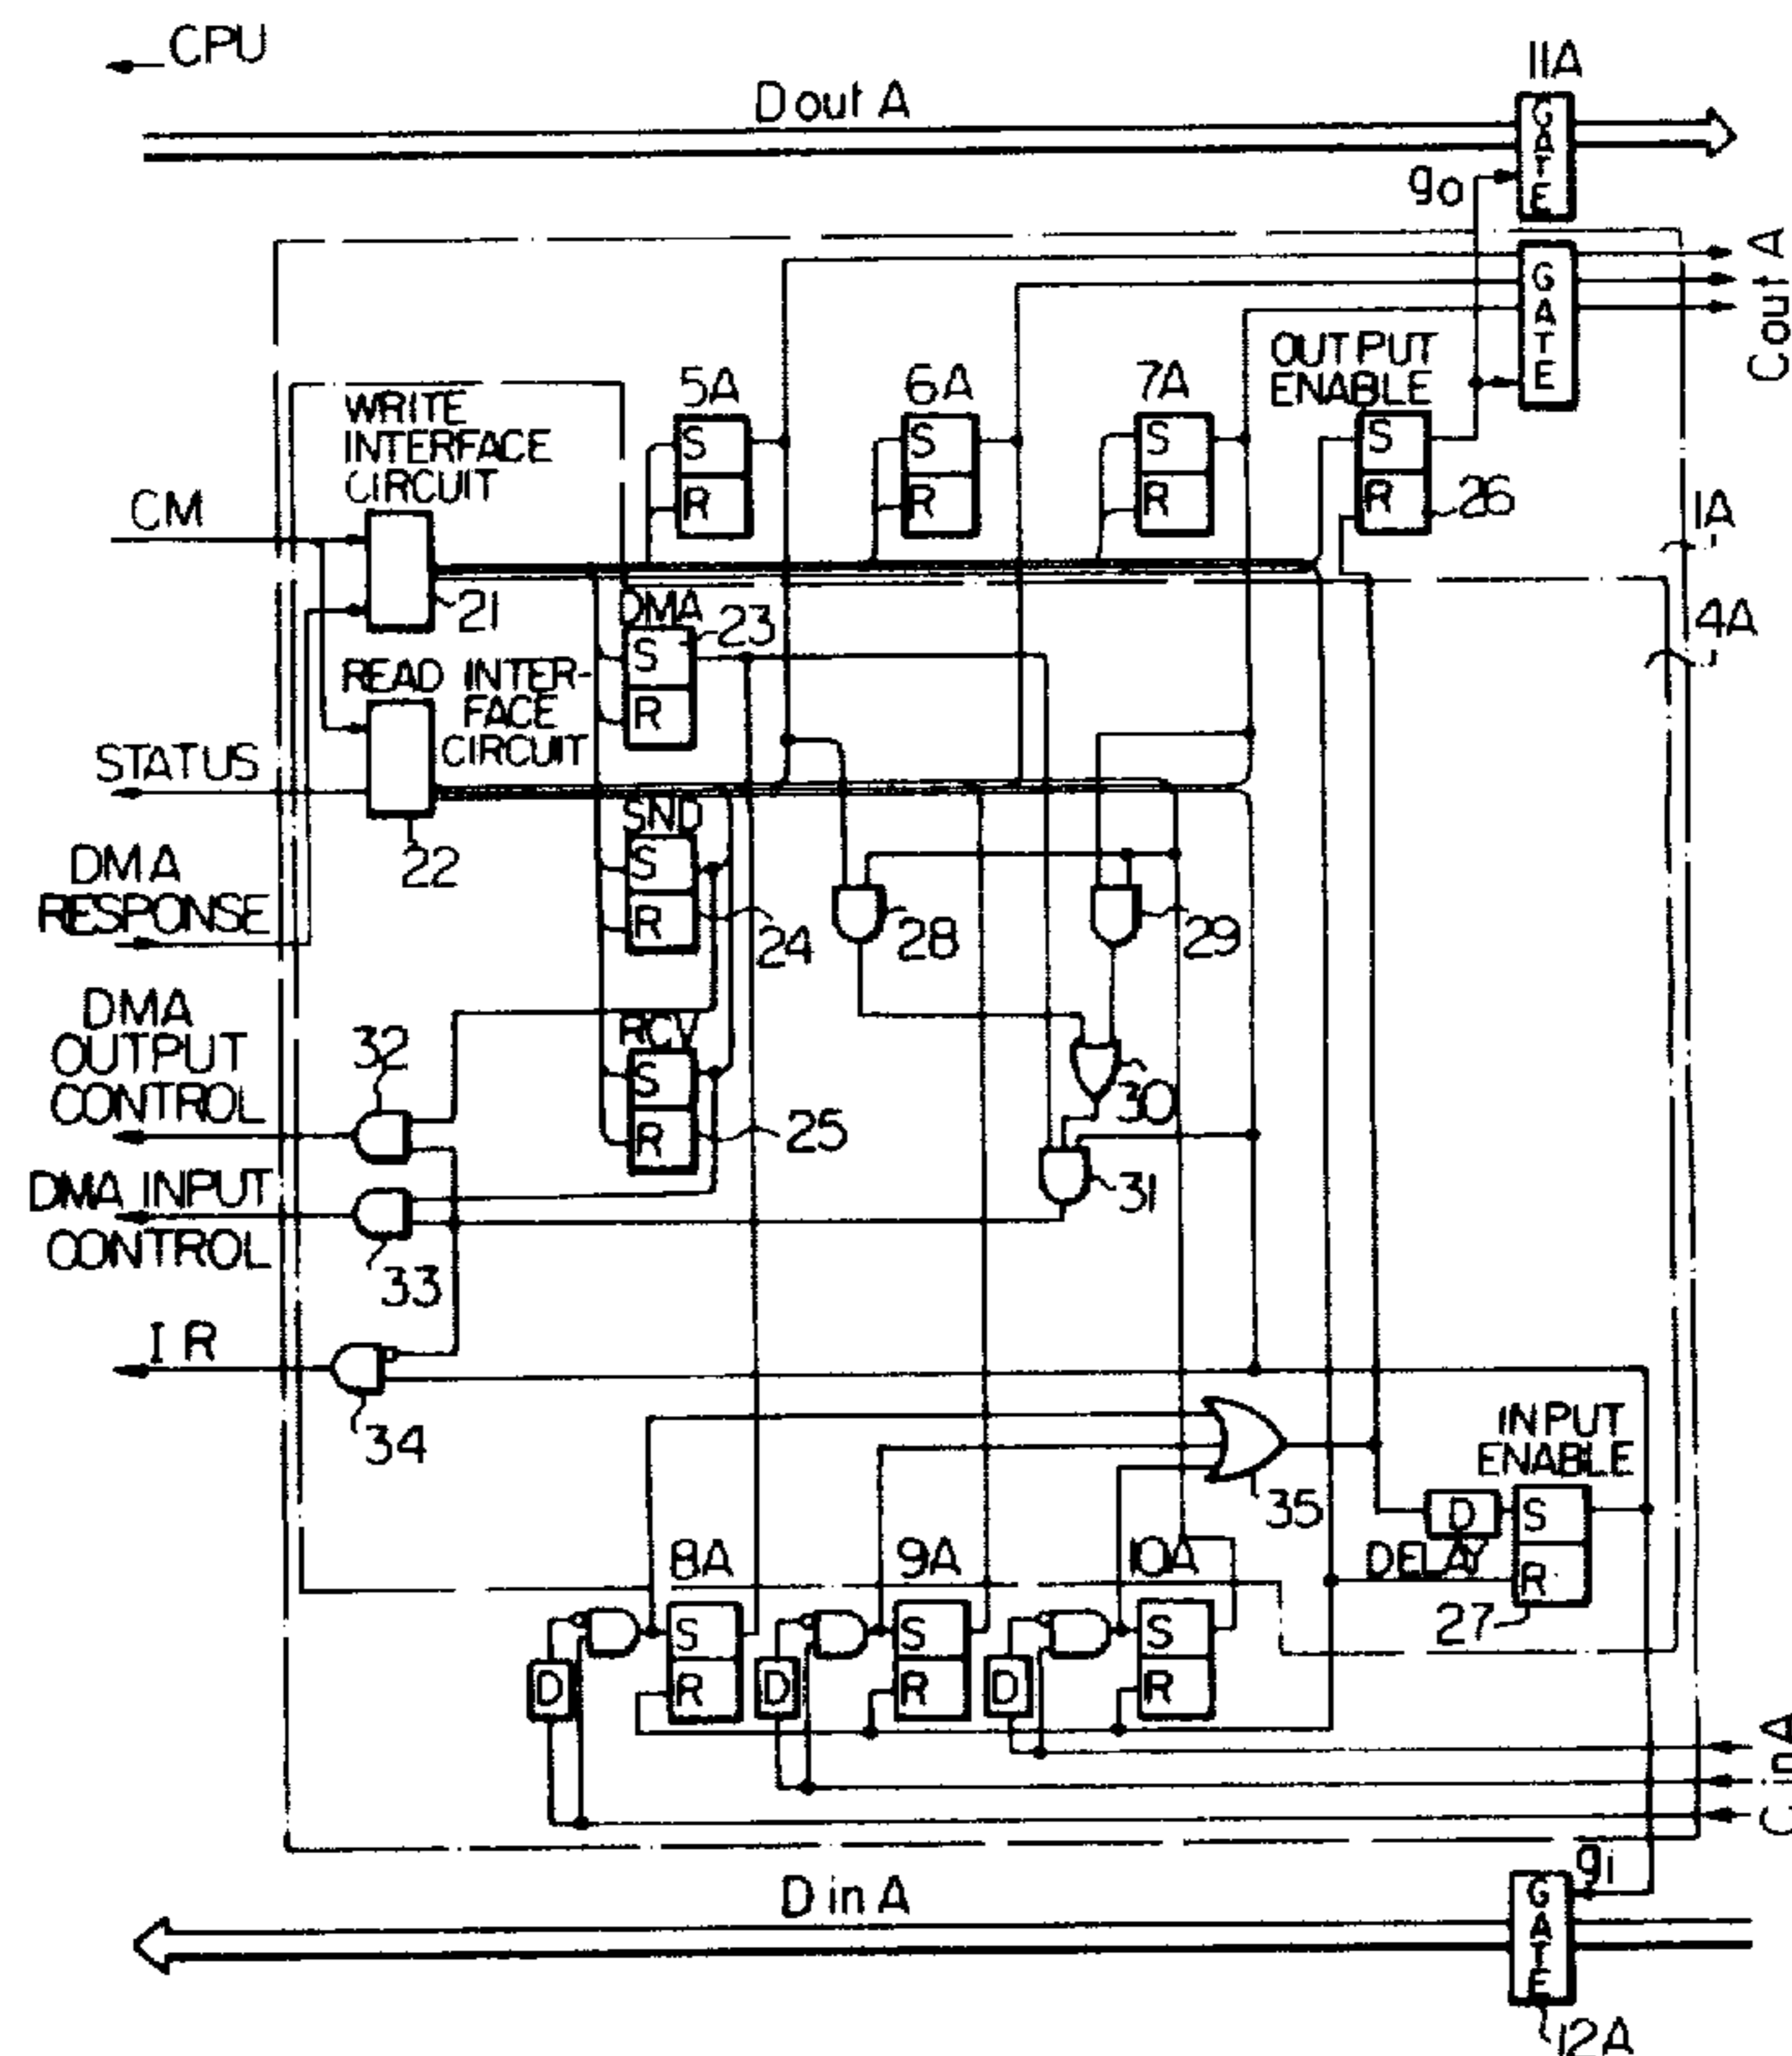 CPU
D out A
11A
GATE
go
GATE
Cout A
OUTPUT
ENABLE
5A
6A
7A
WRITE
INTERFACE
CIRCUIT
S
R
S
R
S
R
S
R
26
1A
CM
21
DMA
23
4A
S
R
READ INTER-
FACE
CIRCUIT
STATUS
22
SND
S
R
24
28
29
DMA
RESPONSE
DMA
OUTPUT
CONTROL
32
RCV
S
R
25
30
31
DMA INPUT
CONTROL
33
IR
34
35
INPUT
ENABLE
D
DELAY
S
R
27
8A
9A
10A
S
R
D
S
R
D
S
R
D
C in A
gi
D in A
GATE
12A